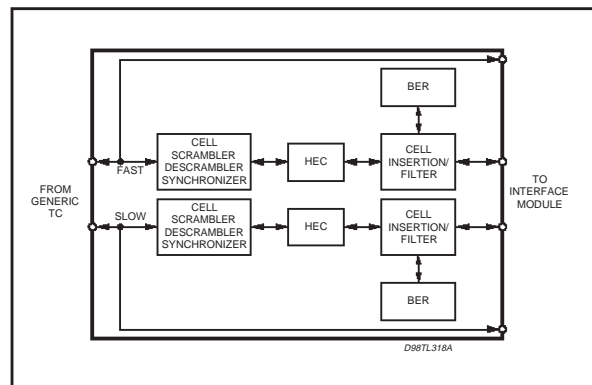 BER
CELL
SCRAMBLER
DESCRAMBLER
SYNCHRONIZER
HEC
CELL
INSERTION/
FILTER
FAST
FROM
GENERIC
TC
TO
INTERFACE
MODULE
SLOW
CELL
SCRAMBLER
DESCRAMBLER
SYNCHRONIZER
HEC
CELL
INSERTION/
FILTER
BER
D98TL318A